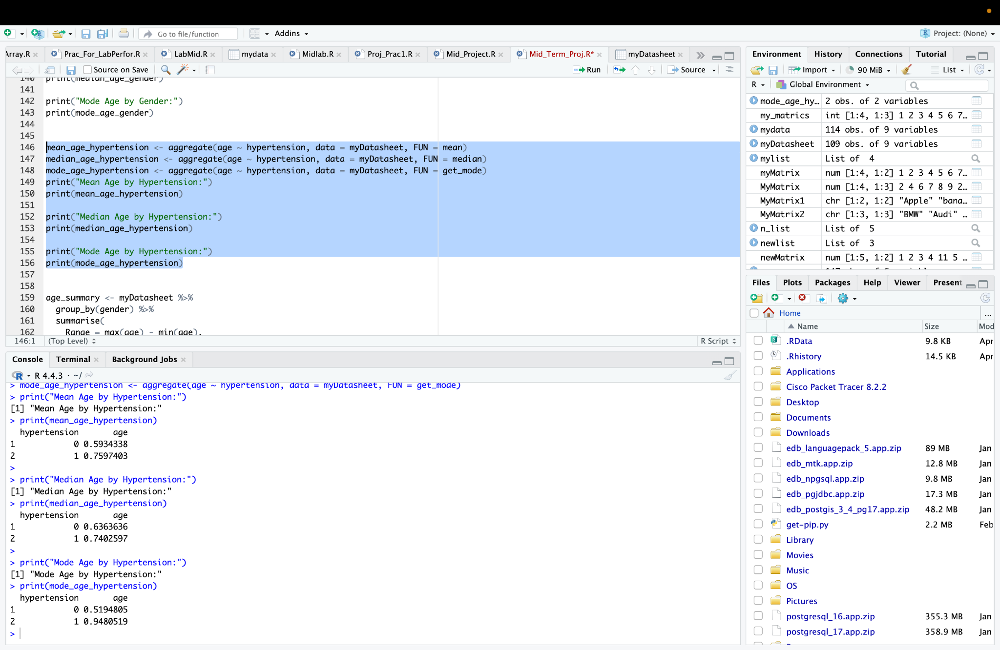 Go to file/function
Addins
Project: (None)
Array.R
Prac_For_LabPerfor.R
LabMid.R
mydata
Midlab.R
Proj_Prac1.R
Mid_Project.R
Mid_Term_Proj.R*
myDatasheet
Source on Save
Run
Source
140 print(median_age_gender)
141
142 print("Mode Age by Gender:")
143 print(mode_age_gender)
144
145
146 mean_age_hypertension <- aggregate(age ~ hypertension, data = myDatasheet, FUN = mean)
147 median_age_hypertension <- aggregate(age ~ hypertension, data = myDatasheet, FUN = median)
148 mode_age_hypertension <- aggregate(age ~ hypertension, data = myDatasheet, FUN = get_mode)
149 print("Mean Age by Hypertension:")
150 print(mean_age_hypertension)
151
152 print("Median Age by Hypertension:")
153 print(median_age_hypertension)
154
155 print("Mode Age by Hypertension:")
156 print(mode_age_hypertension)
157
158
159 age_summary <- myDatasheet %>%
160 group_by(gender) %>%
161 summarise(
162 Range = max(age) - min(age),
146:1 (Top Level) R Script
Console Terminal Background Jobs
R 4.4.3 · ~/
> mode_age_hypertension <- aggregate(age ~ hypertension, data = myDatasheet, FUN = get_mode)
> print("Mean Age by Hypertension:")
[1] "Mean Age by Hypertension:"
> print(mean_age_hypertension)
hypertension age
1 0 0.5934338
2 1 0.7597403
>
> print("Median Age by Hypertension:")
[1] "Median Age by Hypertension:"
> print(median_age_hypertension)
hypertension age
1 0 0.6363636
2 1 0.7402597
>
> print("Mode Age by Hypertension:")
[1] "Mode Age by Hypertension:"
> print(mode_age_hypertension)
hypertension age
1 0 0.5194805
2 1 0.9480519
>
Environment History Connections Tutorial
Import 90 MiB List
R Global Environment
mode_age_hy… 2 obs. of 2 variables
my_matrics int [1:4, 1:3] 1 2 3 4 5 6 7…
mydata 114 obs. of 9 variables
myDatasheet 109 obs. of 9 variables
mylist List of 4
myMatrix num [1:4, 1:2] 1 2 3 4 5 6 7…
MyMatrix num [1:4, 1:3] 2 4 6 7 8 9 2…
MyMatrix1 chr [1:2, 1:2] "Apple" "bana…
MyMatrix2 chr [1:3, 1:3] "BMW" "Audi" …
n_list List of 5
newlist List of 3
newMatrix num [1:5, 1:2] 1 2 3 4 11 5 …
Files Plots Packages Help Viewer Present
Home ...
Name Size Mod
.RData 9.8 KB Apr
.Rhistory 14.5 KB Apr
Applications
Cisco Packet Tracer 8.2.2
Desktop
Documents
Downloads
edb_languagepack_5.app.zip 89 MB Jan
edb_mtk.app.zip 12.8 MB Jan
edb_npgsql.app.zip 9.8 MB Jan
edb_pgjdbc.app.zip 17.3 MB Jan
edb_postgis_3_4_pg17.app.zip 48.2 MB Jan
get-pip.py 2.2 MB Feb
Library
Movies
Music
OS
Pictures
postgresql_16.app.zip 355.3 MB Jan
postgresql_17.app.zip 358.9 MB Jan